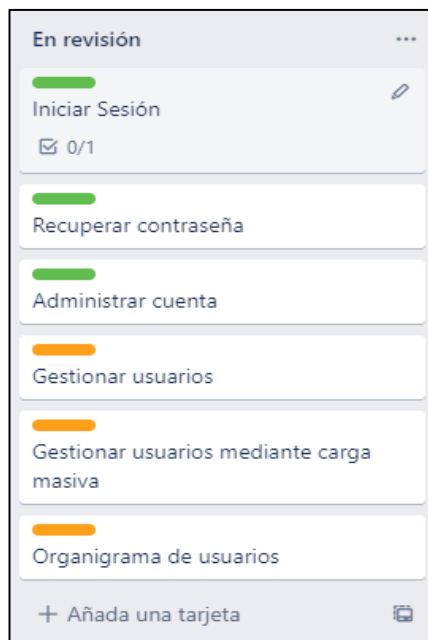 En revisión
Iniciar Sesión
0/1
Recuperar contraseña
Administrar cuenta
Gestionar usuarios
Gestionar usuarios mediante carga
masiva
Organigrama de usuarios
+ Añada una tarjeta